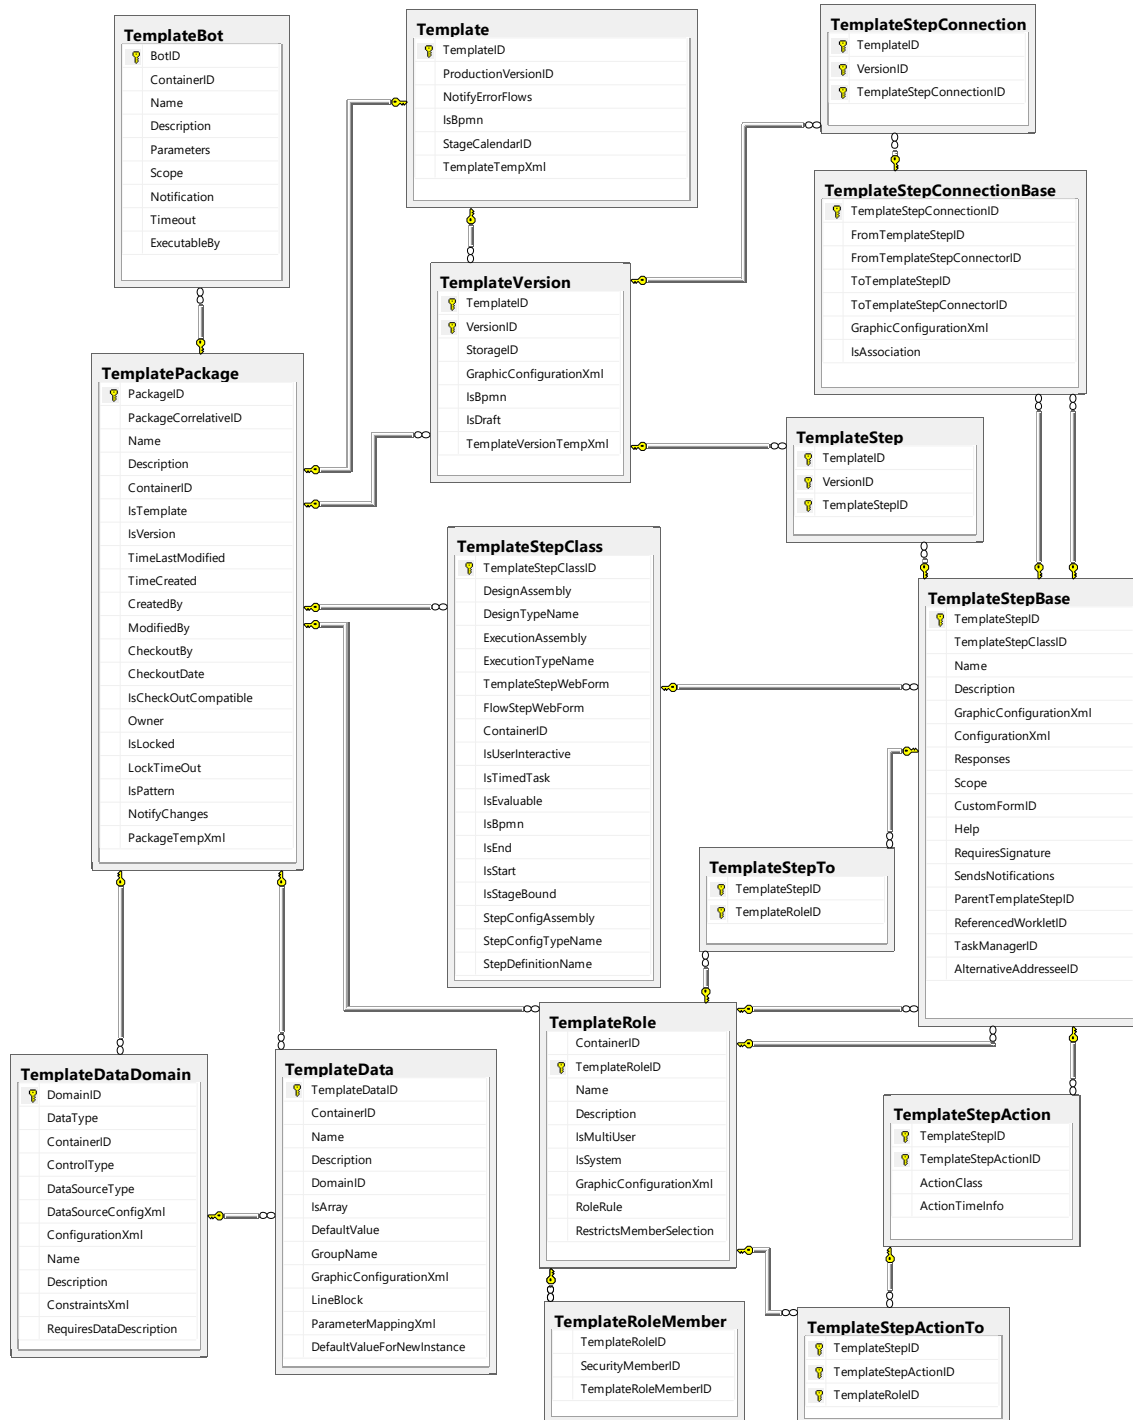 TemplateBot
BotID
ContainerID
Name
Description
Parameters
Scope
Notification
Timeout
ExecutableBy
Template
TemplateID
ProductionVersionID
NotifyErrorFlows
IsBpmn
StageCalendarID
TemplateTempXml
TemplateStepConnection
TemplateID
VersionID
TemplateStepConnectionID
TemplateStepConnectionBase
TemplateStepConnectionID
FromTemplateStepID
FromTemplateStepConnectorID
ToTemplateStepID
ToTemplateStepConnectorID
GraphicConfigurationXml
IsAssociation
TemplateVersion
TemplateID
VersionID
StorageID
GraphicConfigurationXml
IsBpmn
IsDraft
TemplateVersionTempXml
TemplatePackage
PackageID
PackageCorrelativeID
Name
Description
ContainerID
IsTemplate
IsVersion
TimeLastModified
TimeCreated
CreatedBy
ModifiedBy
CheckoutBy
CheckoutDate
IsCheckOutCompatible
Owner
IsLocked
LockTimeOut
IsPattern
NotifyChanges
PackageTempXml
TemplateStep
TemplateID
VersionID
TemplateStepID
TemplateStepClass
TemplateStepClassID
DesignAssembly
DesignTypeName
ExecutionAssembly
ExecutionTypeName
TemplateStepWebForm
FlowStepWebForm
ContainerID
IsUserInteractive
IsTimedTask
IsEvaluable
IsBpmn
IsEnd
IsStart
IsStageBound
StepConfigAssembly
StepConfigTypeName
StepDefinitionName
TemplateStepBase
TemplateStepID
TemplateStepClassID
Name
Description
GraphicConfigurationXml
ConfigurationXml
Responses
Scope
CustomFormID
Help
RequiresSignature
SendsNotifications
ParentTemplateStepID
ReferencedWorkletID
TaskManagerID
AlternativeAddresseeID
TemplateStepTo
TemplateStepID
TemplateRoleID
TemplateRole
ContainerID
TemplateRoleID
Name
Description
IsMultiUser
IsSystem
GraphicConfigurationXml
RoleRule
RestrictsMemberSelection
TemplateDataDomain
DomainID
DataType
ContainerID
ControlType
DataSourceType
DataSourceConfigXml
ConfigurationXml
Name
Description
ConstraintsXml
RequiresDataDescription
TemplateData
TemplateDataID
ContainerID
Name
Description
DomainID
IsArray
DefaultValue
GroupName
GraphicConfigurationXml
LineBlock
ParameterMappingXml
DefaultValueForNewInstance
TemplateStepAction
TemplateStepID
TemplateStepActionID
ActionClass
ActionTimeInfo
TemplateRoleMember
TemplateRoleID
SecurityMemberID
TemplateRoleMemberID
TemplateStepActionTo
TemplateStepID
TemplateStepActionID
TemplateRoleID